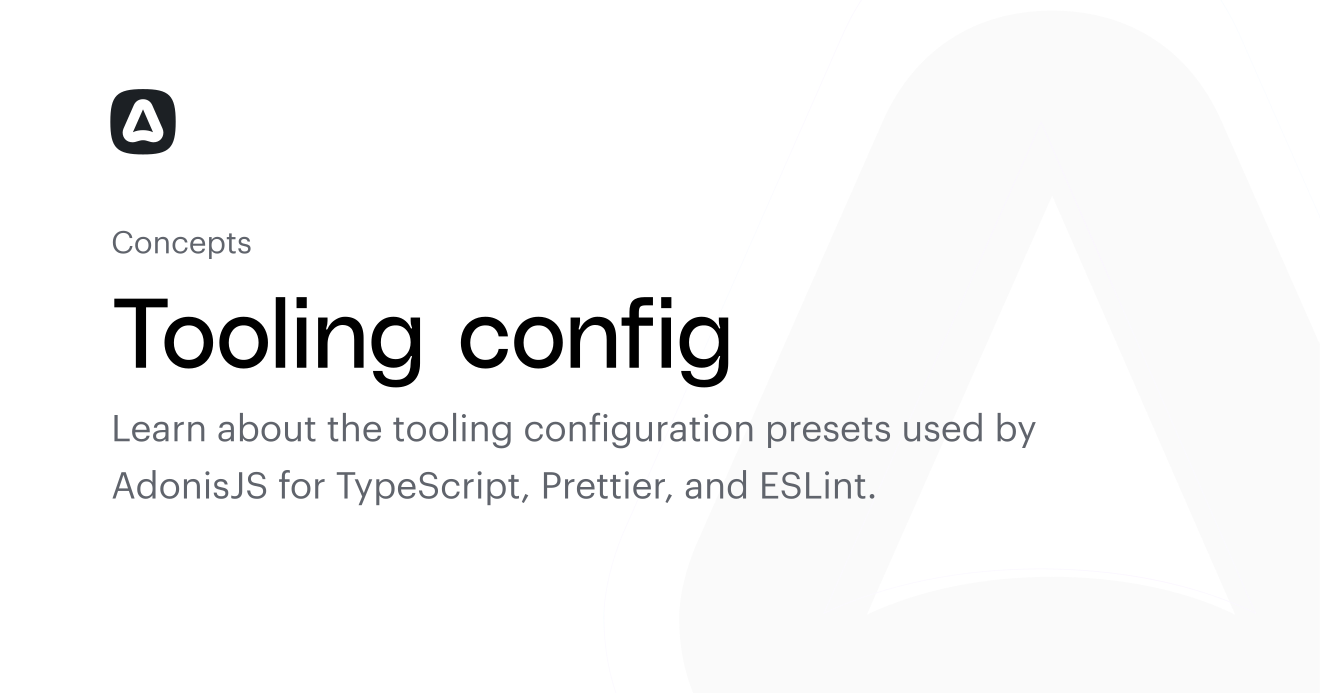 Concepts
Tooling config
Learn about the tooling configuration presets used by
AdonisJS for TypeScript, Prettier, and ESLint.